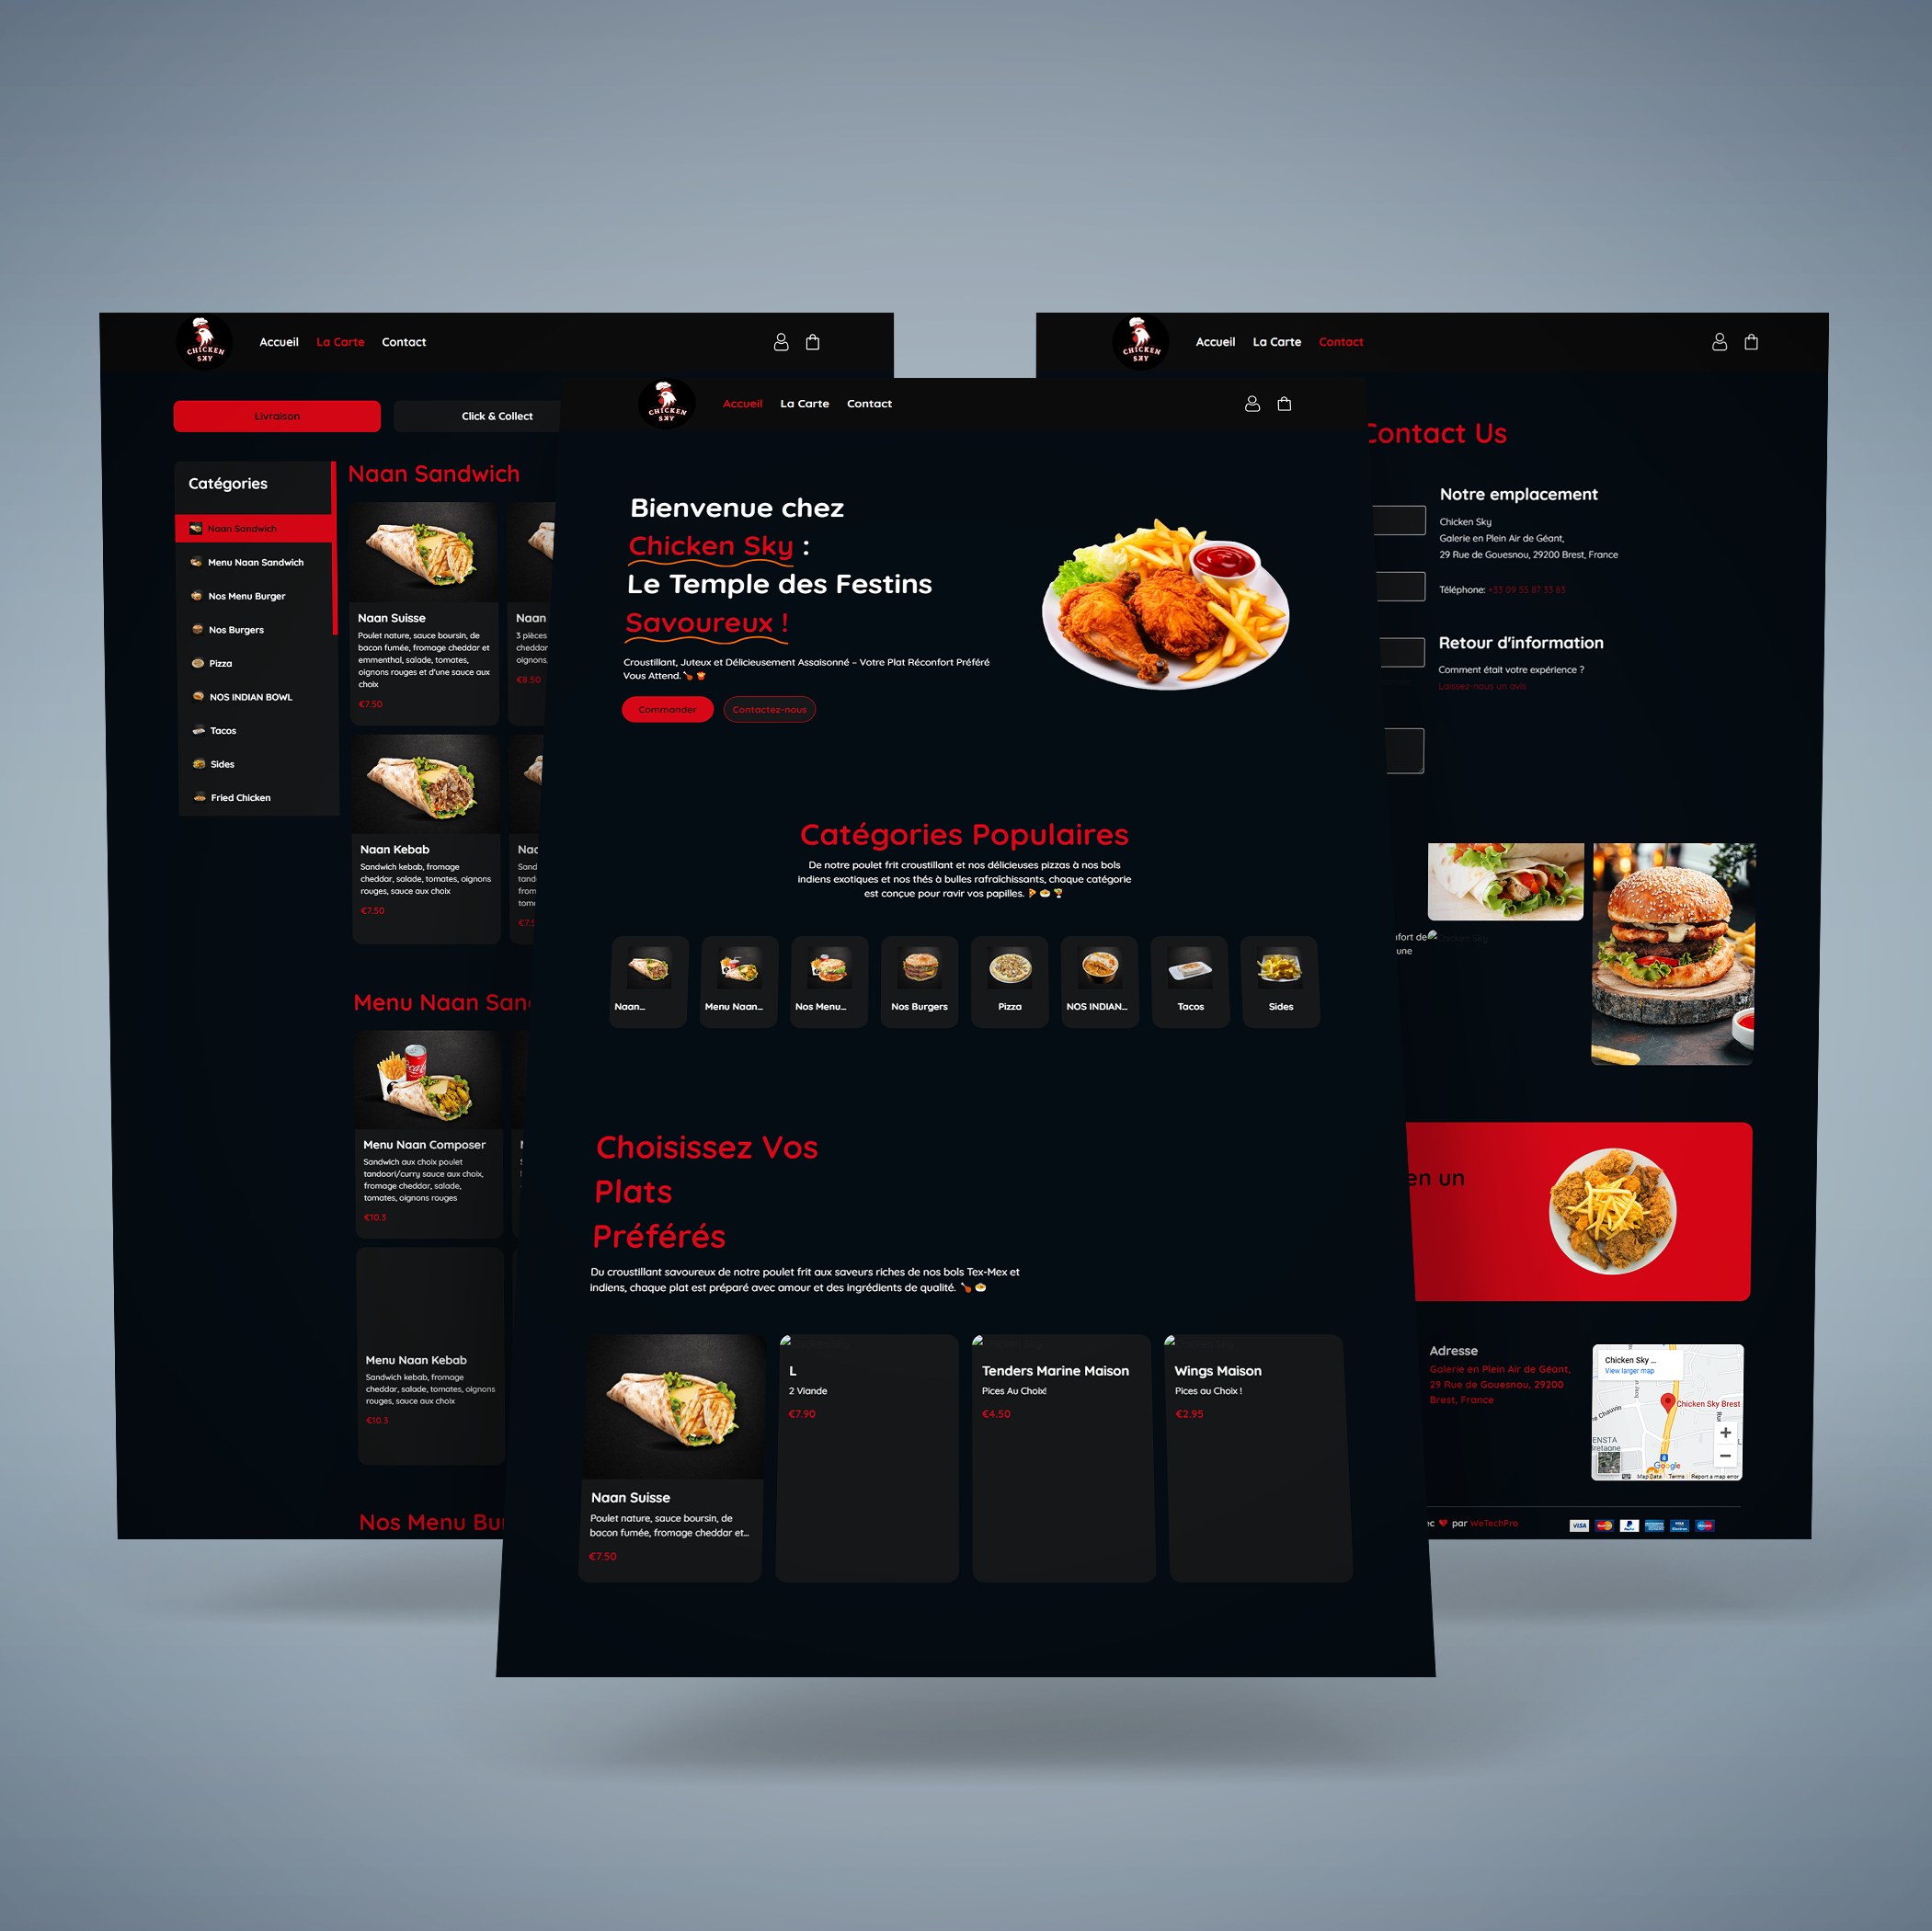 CHICKEN
SKY
Accueil La Carte Contact
Livraison Click & Collect
Catégories
Naan Sandwich
Menu Naan Sandwich
Nos Menu Burger
Nos Burgers
Pizza
NOS INDIAN BOWL
Tacos
Sides
Fried Chicken
Naan Sandwich
Naan Suisse
Poulet nature, sauce boursin, de
bacon fumée, fromage cheddar et
emmenthal, salade, tomates,
oignons rouges et d'une sauce aux
choix
€7.50
Naan
3 pièces
cheddar
oignons,
€8.50
Naan Kebab
Sandwich kebab, fromage
cheddar, salade, tomates, oignons
rouges, sauce aux choix
€7.50
Menu Naan San
Menu Naan Composer
Sandwich aux choix poulet
tandoori/curry sauce aux choix,
fromage cheddar, salade,
tomates, oignons rouges
€10.3
Menu Naan Kebab
Sandwich kebab, fromage
cheddar, salade, tomates, oignons
rouges, sauce aux choix
€10.3
Nos Menu Bu
CHICKEN
SKY
Accueil La Carte Contact
Bienvenue chez
Chicken Sky :
Le Temple des Festins
Savoureux !
Croustillant, Juteux et Délicieusement Assaisonné – Votre Plat Réconfort Préféré
Vous Attend. 🍗 🍟
Commander Contactez-nous
Catégories Populaires
De notre poulet frit croustillant et nos délicieuses pizzas à nos bols
indiens exotiques et nos thés à bulles rafraîchissants, chaque catégorie
est conçue pour ravir vos papilles. 🍕 🍲 🍹
Naan... Menu Naan... Nos Menu... Nos Burgers Pizza NOS INDIAN... Tacos Sides
Choisissez Vos
Plats
Préférés
Du croustillant savoureux de notre poulet frit aux saveurs riches de nos bols Tex-Mex et
indiens, chaque plat est préparé avec amour et des ingrédients de qualité. 🍗 🍲
Naan Suisse
Poulet nature, sauce boursin, de
bacon fumée, fromage cheddar et...
€7.50
L
2 Viande
€7.90
Tenders Marine Maison
Pices Au Choix!
€4.50
Wings Maison
Pices au Choix !
€2.95
CHICKEN
SKY
Accueil La Carte Contact
Contact Us
Notre emplacement
Chicken Sky
Galerie en Plein Air de Géant,
29 Rue de Gouesnou, 29200 Brest, France
Téléphone: +33 09 55 87 33 83
Retour d'information
Comment était votre expérience ?
Laissez-nous un avis
nfort de
une
Chicken Sky
en un
Adresse
Galerie en Plein Air de Géant,
29 Rue de Gouesnou, 29200
Brest, France
Chicken Sky ...
View larger map
Chicken Sky Brest
ne Chauvin
ENSTA
Bretagne
Google
Map Data Terms Report a map error
ec ❤ par WeTechPro
VISA